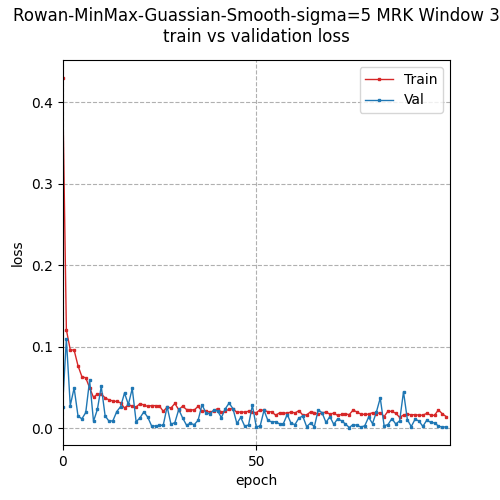 Rowan-MinMax-Guassian-Smooth-sigma=5 MRK Window 3
train vs validation loss
Train
Val
0.4
0.3
0.2
0.1
0.0
loss
0
50
epoch